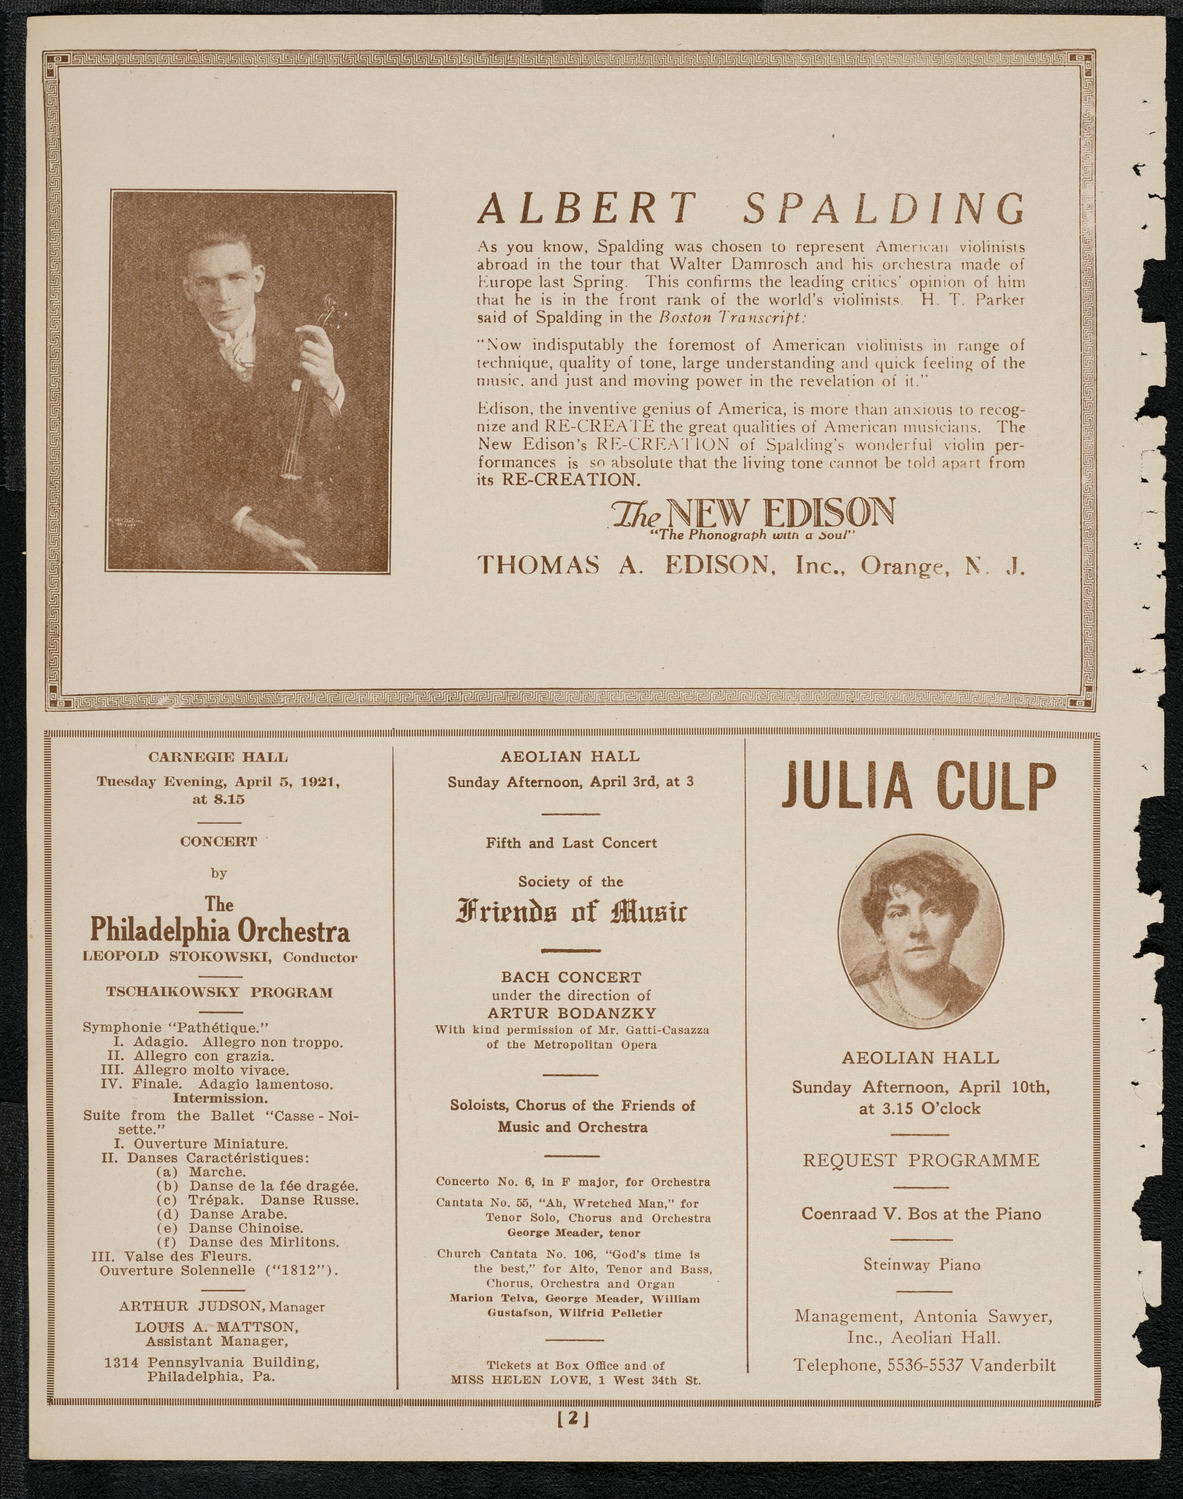 ALBERT SPALDING
As you know, Spalding was chosen to represent American violinists
abroad in the tour that Walter Damrosch and his orchestra made of
Europe last Spring. This confirms the leading critics' opinion of him
that he is in the front rank of the world's violinists. H. T. Parker
said of Spalding in the Boston Transcript:
"Now indisputably the foremost of American violinists in range of
technique, quality of tone, large understanding and quick feeling of the
music, and just and moving power in the revelation of it."
Edison, the inventive genius of America, is more than anxious to recog-
nize and RE-CREATE the great qualities of American musicians. The
New Edison's RE-CREATION of Spalding's wonderful violin per-
formances is so absolute that the living tone cannot be told apart from
its RE-CREATION.
The NEW EDISON
"The Phonograph with a Soul"
THOMAS A. EDISON, Inc., Orange, N. J.
CARNEGIE HALL
Tuesday Evening, April 5, 1921,
at 8.15
CONCERT
by
The
Philadelphia Orchestra
LEOPOLD STOKOWSKI, Conductor
TSCHAIKOWSKY PROGRAM
Symphonie "Pathétique."
I. Adagio. Allegro non troppo.
II. Allegro con grazia.
III. Allegro molto vivace.
IV. Finale. Adagio lamentoso.
Intermission.
Suite from the Ballet "Casse-Noi-
sette."
I. Ouverture Miniature.
II. Danses Caractéristiques:
(a) Marche.
(b) Danse de la fée dragée.
(c) Trépak. Danse Russe.
(d) Danse Arabe.
(e) Danse Chinoise.
(f) Danse des Mirlitons.
III. Valse des Fleurs.
Ouverture Solennelle ("1812").
ARTHUR JUDSON, Manager
LOUIS A. MATTSON,
Assistant Manager,
1314 Pennsylvania Building,
Philadelphia, Pa.
AEOLIAN HALL
Sunday Afternoon, April 3rd, at 3
Fifth and Last Concert
Society of the
Friends of Music
BACH CONCERT
under the direction of
ARTUR BODANZKY
With kind permission of Mr. Gatti-Casazza
of the Metropolitan Opera
Soloists, Chorus of the Friends of
Music and Orchestra
Concerto No. 6, in F major, for Orchestra
Cantata No. 55, "Ah, Wretched Man," for
Tenor Solo, Chorus and Orchestra
George Meader, tenor
Church Cantata No. 106, "God's time is
the best," for Alto, Tenor and Bass,
Chorus, Orchestra and Organ
Marion Telva, George Meader, William
Gustafson, Wilfrid Pelletier
Tickets at Box Office and of
MISS HELEN LOVE, 1 West 34th St.
JULIA CULP
AEOLIAN HALL
Sunday Afternoon, April 10th,
at 3.15 O'clock
REQUEST PROGRAMME
Coenraad V. Bos at the Piano
Steinway Piano
Management, Antonia Sawyer,
Inc., Aeolian Hall.
Telephone, 5536-5537 Vanderbilt
[2]